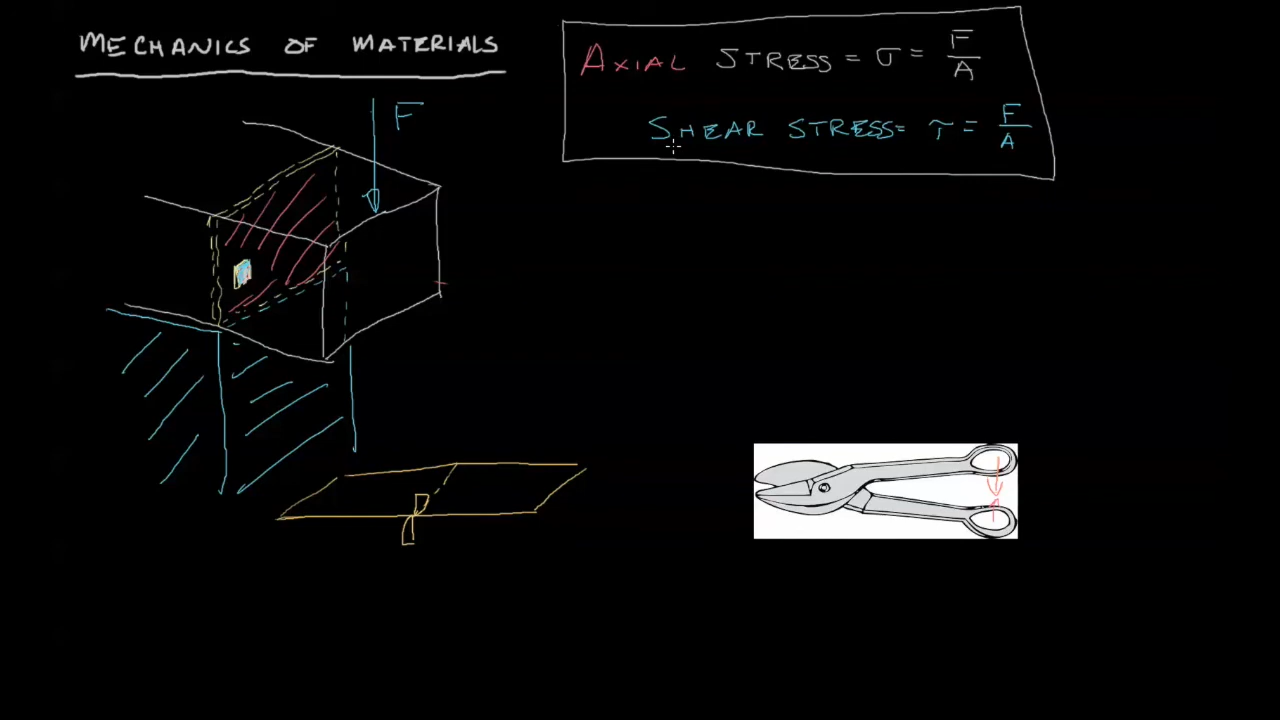 MECHANICS OF MATERIALS
AXIAL STRESS = σ = F/A
SHEAR STRESS = τ = F/A
F